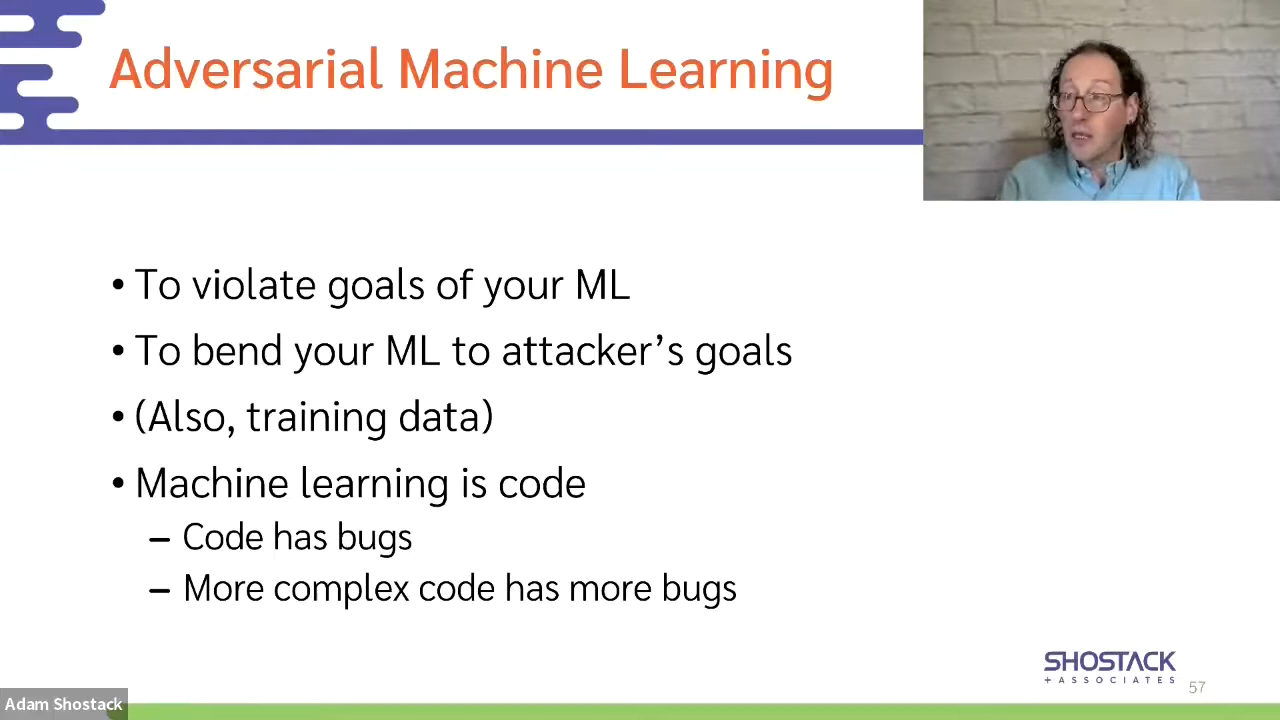 Adversarial Machine Learning
• To violate goals of your ML
• To bend your ML to attacker’s goals
• (Also, training data)
• Machine learning is code
– Code has bugs
– More complex code has more bugs
SHOSTACK
+ ASSOCIATES
57
Adam Shostack